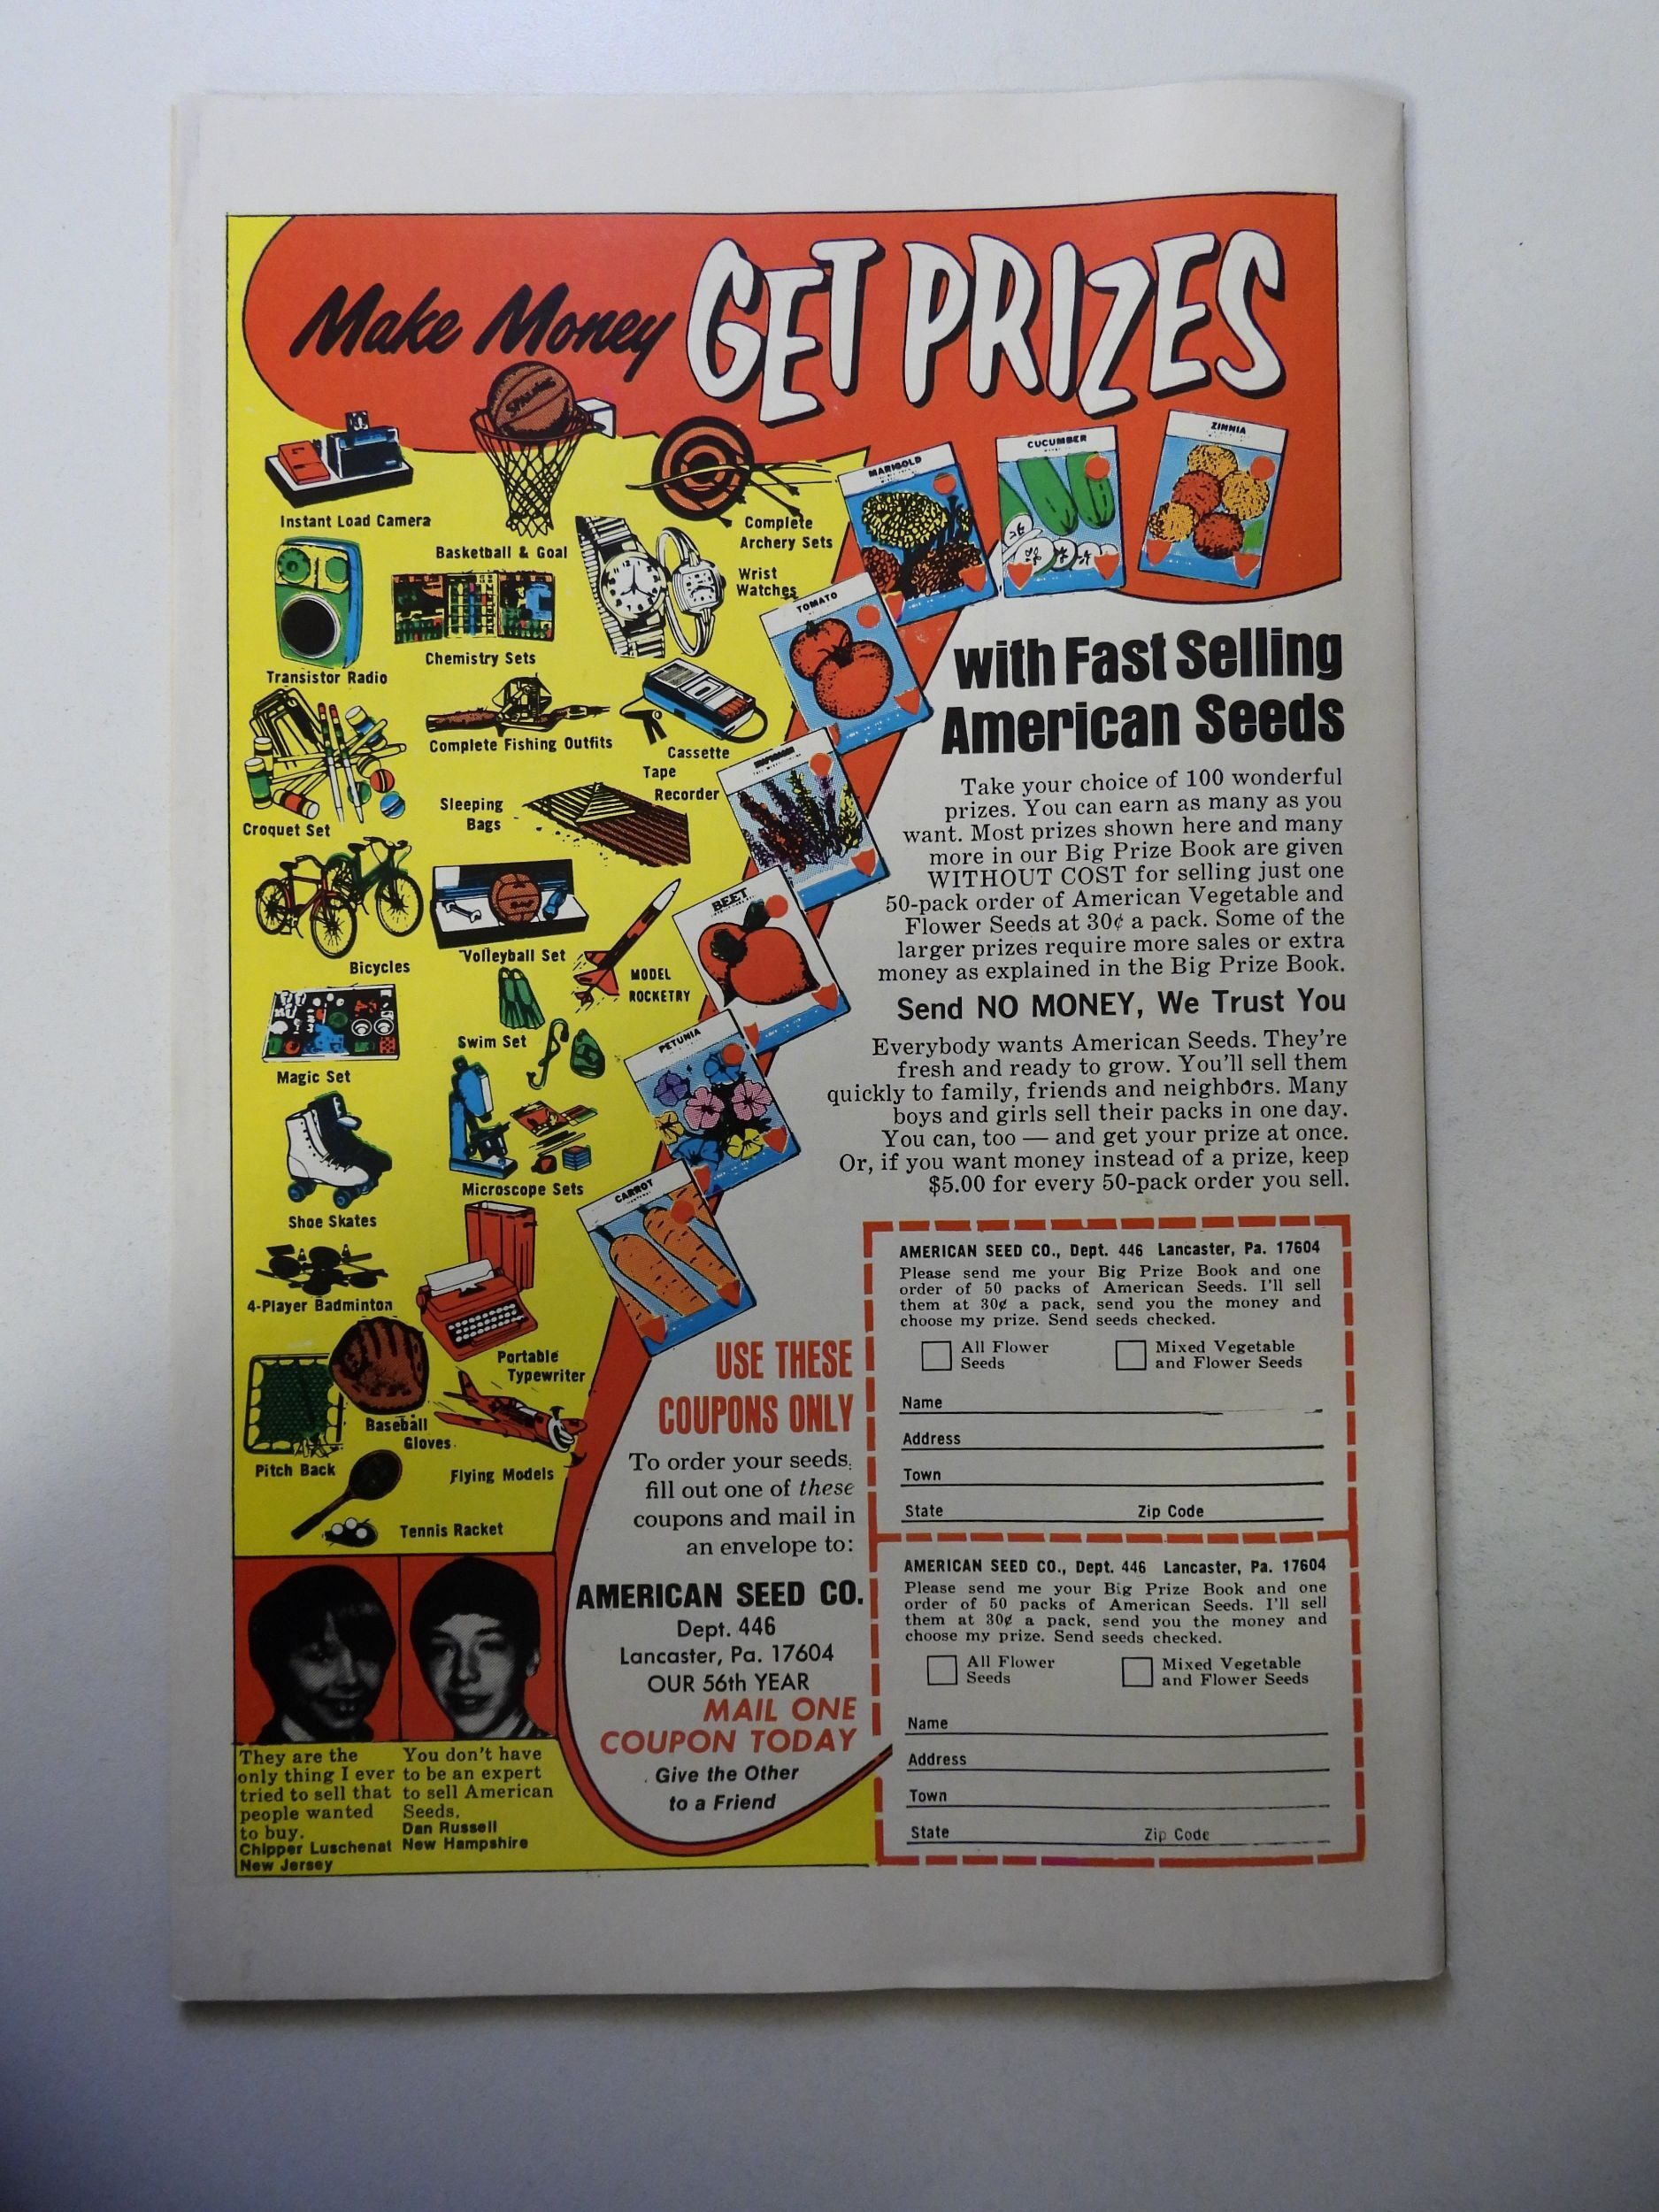 Make Money GET PRIZES
SPALDING
Instant Load Camera
Basketball & Goal
Complete
Archery Sets
Wrist
Watches
Transistor Radio
Chemistry Sets
Complete Fishing Outfits
Cassette
Tape
Recorder
Croquet Set
Sleeping
Bags
Bicycles
Volleyball Set
MODEL
ROCKETRY
Magic Set
Swim Set
Shoe Skates
Microscope Sets
4-Player Badminton
Portable
Typewriter
Baseball
Gloves
Pitch Back
Flying Models
Tennis Racket
MARIGOLD
CUCUMBER
ZINNIA
TOMATO
BEET
PETUNIA
CARROT
with Fast Selling
American Seeds
Take your choice of 100 wonderful
prizes. You can earn as many as you
want. Most prizes shown here and many
more in our Big Prize Book are given
WITHOUT COST for selling just one
50-pack order of American Vegetable and
Flower Seeds at 30¢ a pack. Some of the
larger prizes require more sales or extra
money as explained in the Big Prize Book.
Send NO MONEY, We Trust You
Everybody wants American Seeds. They're
fresh and ready to grow. You'll sell them
quickly to family, friends and neighbors. Many
boys and girls sell their packs in one day.
You can, too — and get your prize at once.
Or, if you want money instead of a prize, keep
$5.00 for every 50-pack order you sell.
USE THESE
COUPONS ONLY
To order your seeds,
fill out one of these
coupons and mail in
an envelope to:
AMERICAN SEED CO.
Dept. 446
Lancaster, Pa. 17604
OUR 56th YEAR
MAIL ONE
COUPON TODAY
Give the Other
to a Friend
AMERICAN SEED CO., Dept. 446 Lancaster, Pa. 17604
Please send me your Big Prize Book and one
order of 50 packs of American Seeds. I'll sell
them at 30¢ a pack, send you the money and
choose my prize. Send seeds checked.
All Flower
Seeds
Mixed Vegetable
and Flower Seeds
Name
Address
Town
State Zip Code
AMERICAN SEED CO., Dept. 446 Lancaster, Pa. 17604
Please send me your Big Prize Book and one
order of 50 packs of American Seeds. I'll sell
them at 30¢ a pack, send you the money and
choose my prize. Send seeds checked.
All Flower
Seeds
Mixed Vegetable
and Flower Seeds
Name
Address
Town
State Zip Code
They are the
only thing I ever
tried to sell that
people wanted
to buy.
Chipper Luschenat
New Jersey
You don't have
to be an expert
to sell American
Seeds.
Dan Russell
New Hampshire